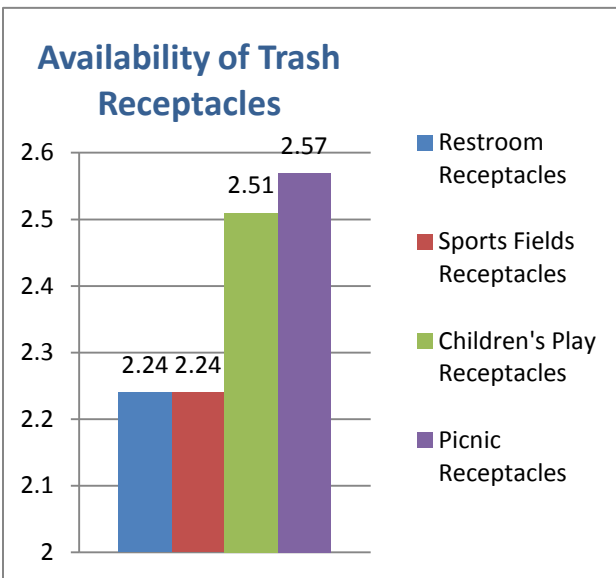 Availability of Trash
Receptacles
2.6
2.5
2.4
2.3
2.2
2.1
2
2.24
2.24
2.51
2.57
Restroom
Receptacles
Sports Fields
Receptacles
Children's Play
Receptacles
Picnic
Receptacles